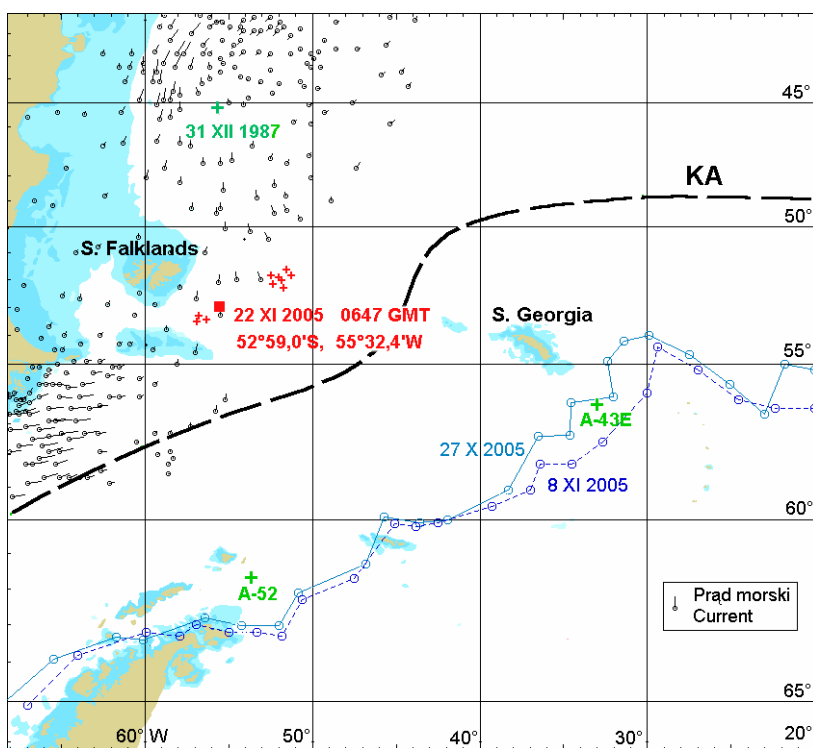 45°
31 XII 1987
KA
50°
S. Falklands
22 XI 2005 0647 GMT
52°59,0'S, 55°32,4'W
S. Georgia
55°
A-43E
27 X 2005
8 XI 2005
60°
A-52
Prąd morski
Current
65°
60° W 50° 40° 30° 20°